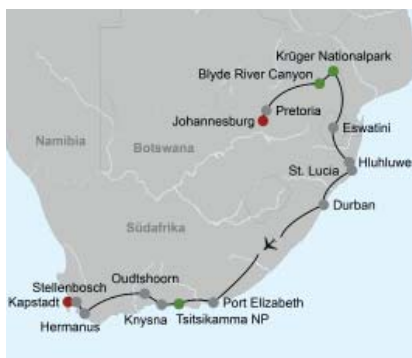 Krüger Nationalpark
Blyde River Canyon
Pretoria
Johannesburg
Eswatini
Namibia
Botswana
Hluhluwe
St. Lucia
Durban
Südafrika
Oudtshoorn
Stellenbosch
Kapstadt
Port Elizabeth
Hermanus
Knysna
Tsitsikamma NP